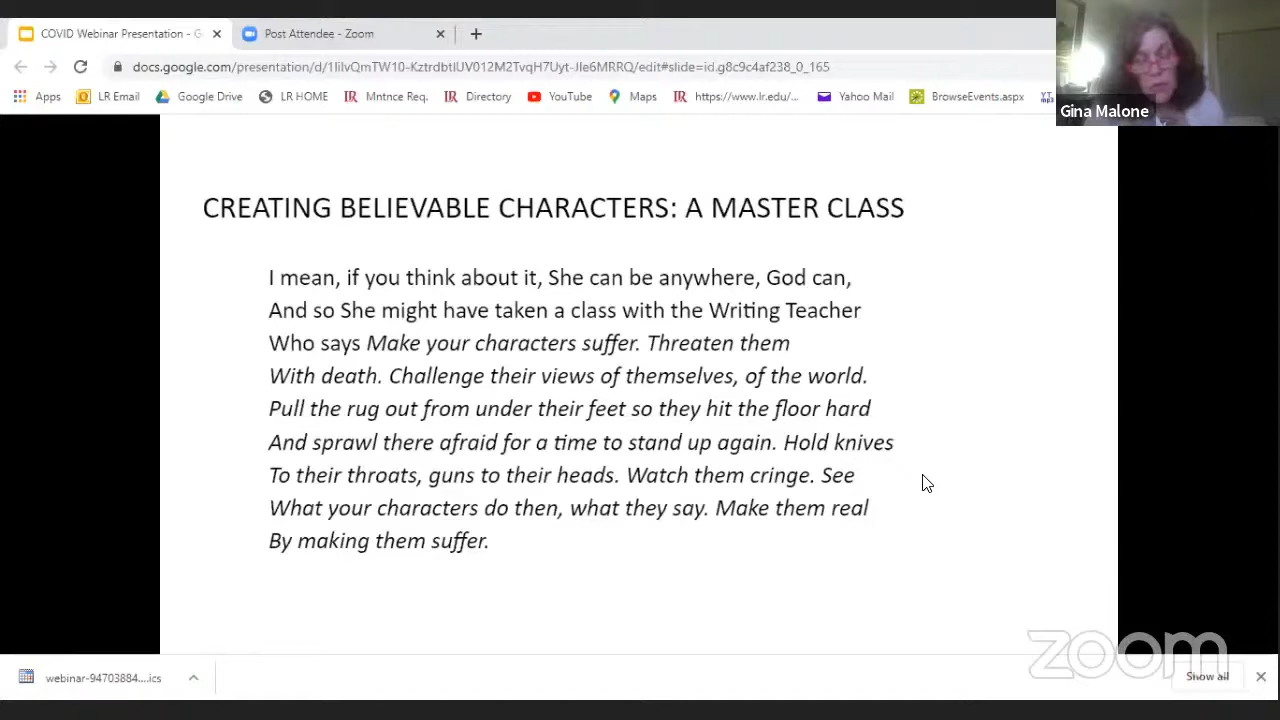 COVID Webinar Presentation - G
Post Attendee - Zoom
docs.google.com/presentation/d/1IiIvQmTW10-KztrdbtIUV012M2TvqH7Uyt-JIe6MRRQ/edit#slide=id.g8c9c4af238_0_165
Apps LR Email Google Drive LR HOME Mntnce Req. Directory YouTube Maps https://www.lr.edu/... Yahoo Mail BrowseEvents.aspx
Gina Malone
CREATING BELIEVABLE CHARACTERS: A MASTER CLASS
I mean, if you think about it, She can be anywhere, God can,
And so She might have taken a class with the Writing Teacher
Who says Make your characters suffer. Threaten them
With death. Challenge their views of themselves, of the world.
Pull the rug out from under their feet so they hit the floor hard
And sprawl there afraid for a time to stand up again. Hold knives
To their throats, guns to their heads. Watch them cringe. See
What your characters do then, what they say. Make them real
By making them suffer.
zoom
webinar-94703884....ics
Show all